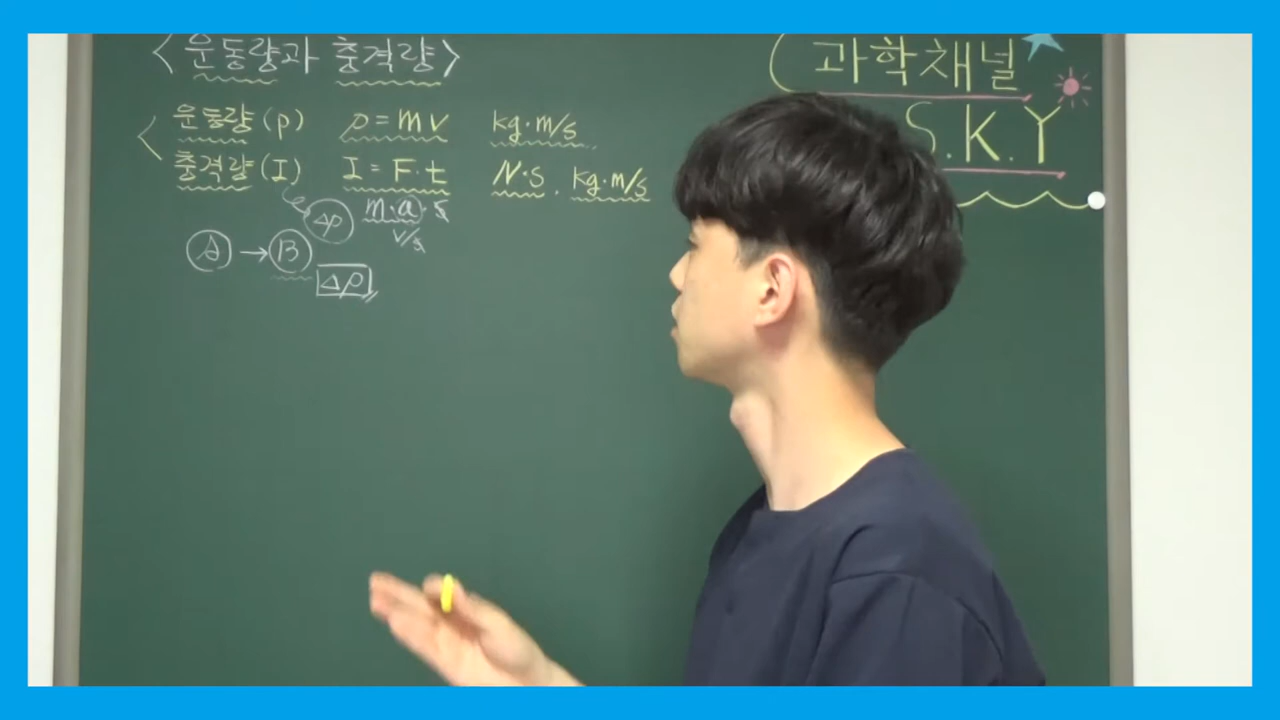 <운동량과 충격량>
운동량(p) p=mv kg·m/s
충격량(I) I=F·t N·s . kg·m/s
Δp m·a·s
v/s
A → B
Δp
과학채널
S.K.Y